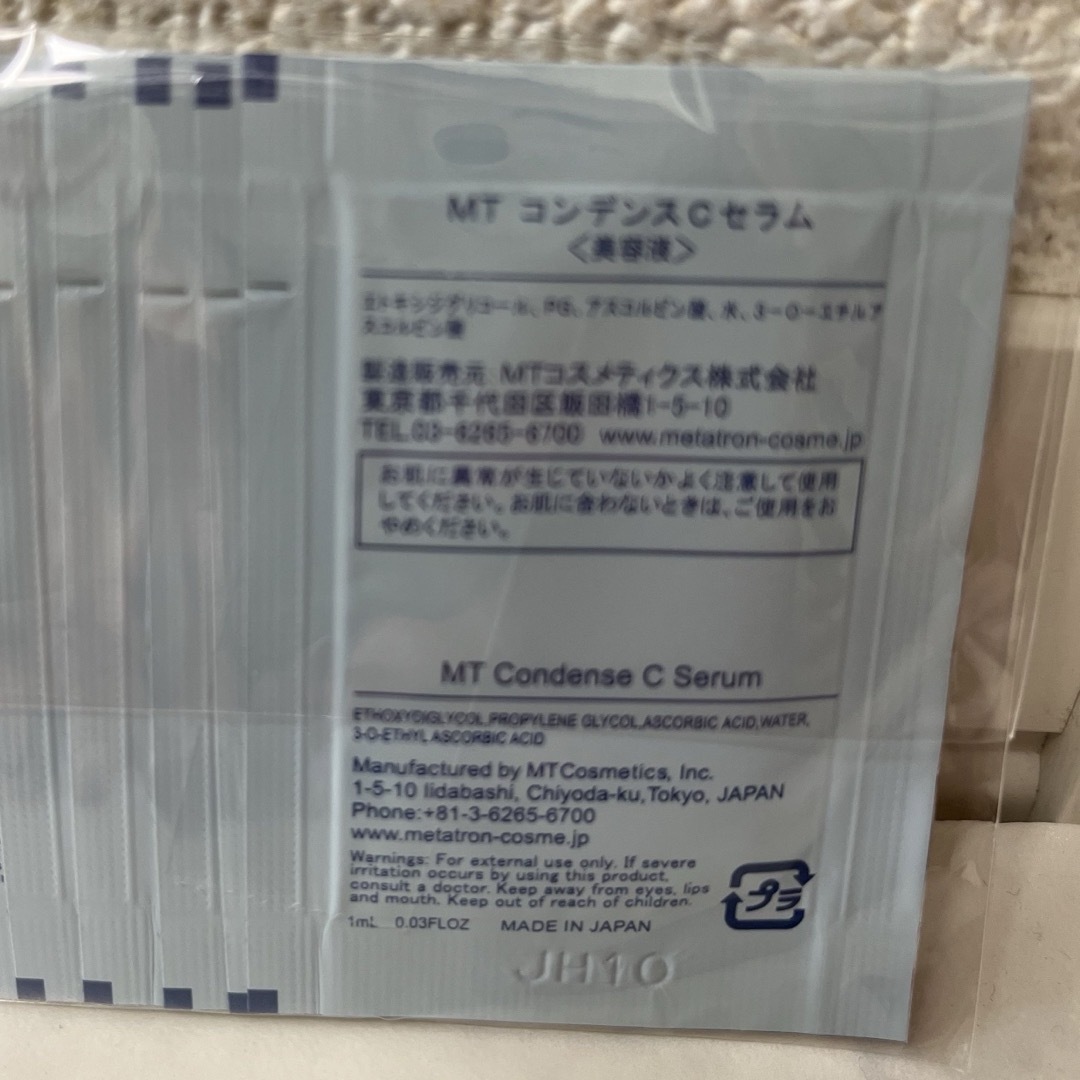 MT コンデンスCセラム
<美容液>
エトキシジグリコール、PG、アスコルビン酸、水、3-O-エチルア
スコルビン酸
製造販売元 MTコスメティクス株式会社
東京都千代田区飯田橋1-5-10
TEL.03-6265-6700 www.metatron-cosme.jp
お肌に異常が生じていないかよく注意して使用
してください。お肌に合わないときは、ご使用をお
やめください。
MT Condense C Serum
ETHOXYDIGLYCOL,PROPYLENE GLYCOL,ASCORBIC ACID,WATER,
3-O-ETHYL ASCORBIC ACID
Manufactured by MTCosmetics, Inc.
1-5-10 Iidabashi, Chiyoda-ku,Tokyo, JAPAN
Phone:+81-3-6265-6700
www.metatron-cosme.jp
Warnings: For external use only. If severe
irritation occurs by using this product,
consult a doctor. Keep away from eyes, lips
and mouth. Keep out of reach of children.
プラ
1mL 0.03FLOZ MADE IN JAPAN
JH10